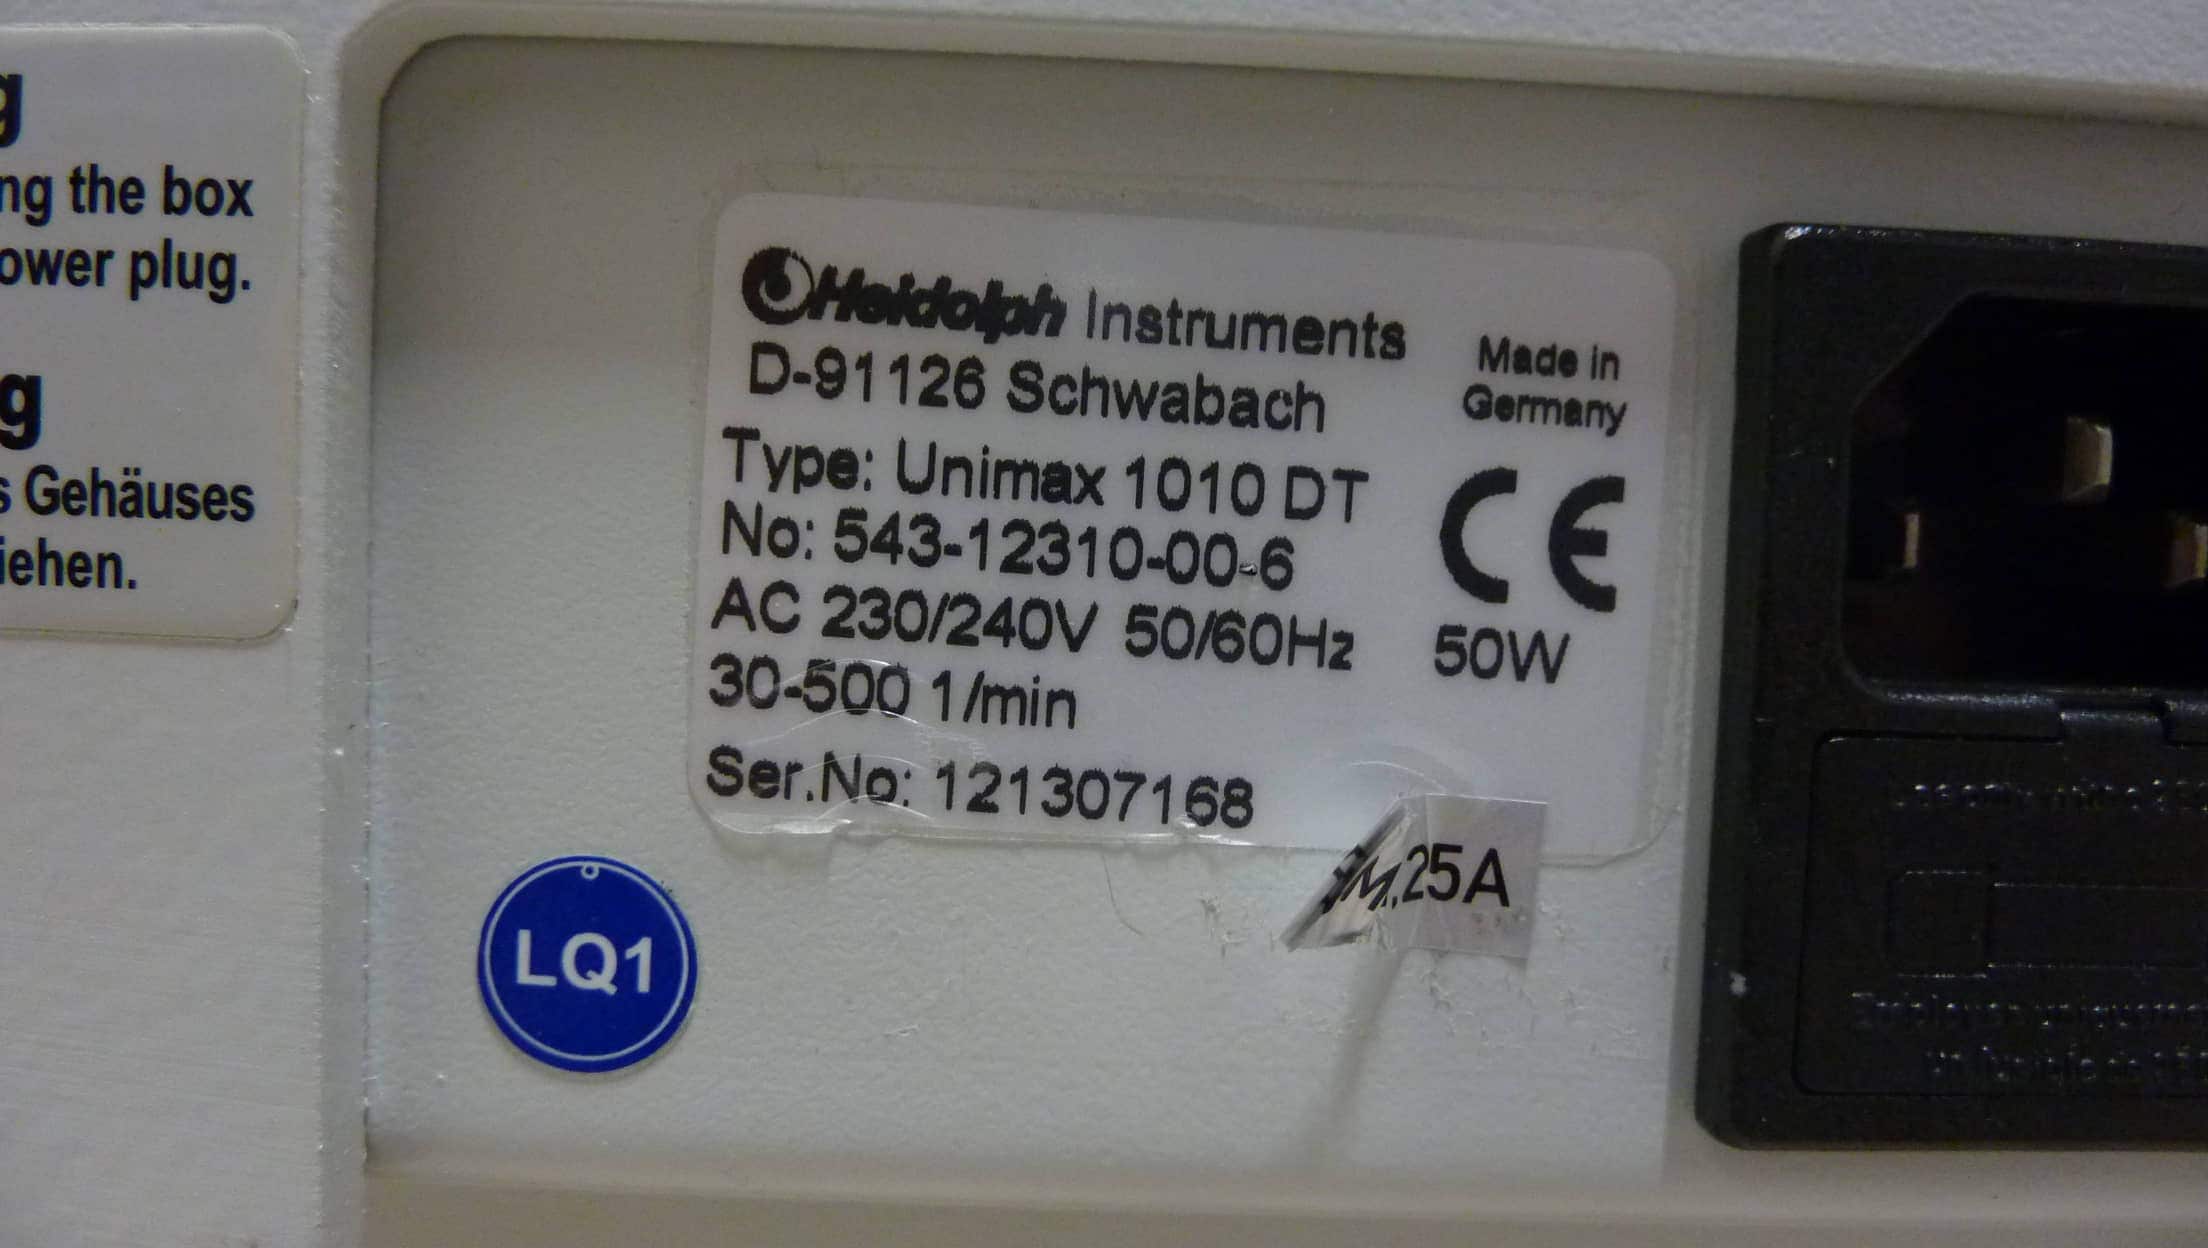 g
ng the box
ower plug.
g
s Gehäuses
iehen.
Heidolph Instruments
D-91126 Schwabach
Made in
Germany
Type: Unimax 1010 DT
No: 543-12310-00-6
CE
AC 230/240V 50/60Hz 50W
30-500 1/min
Ser.No: 121307168
.25A
LQ1